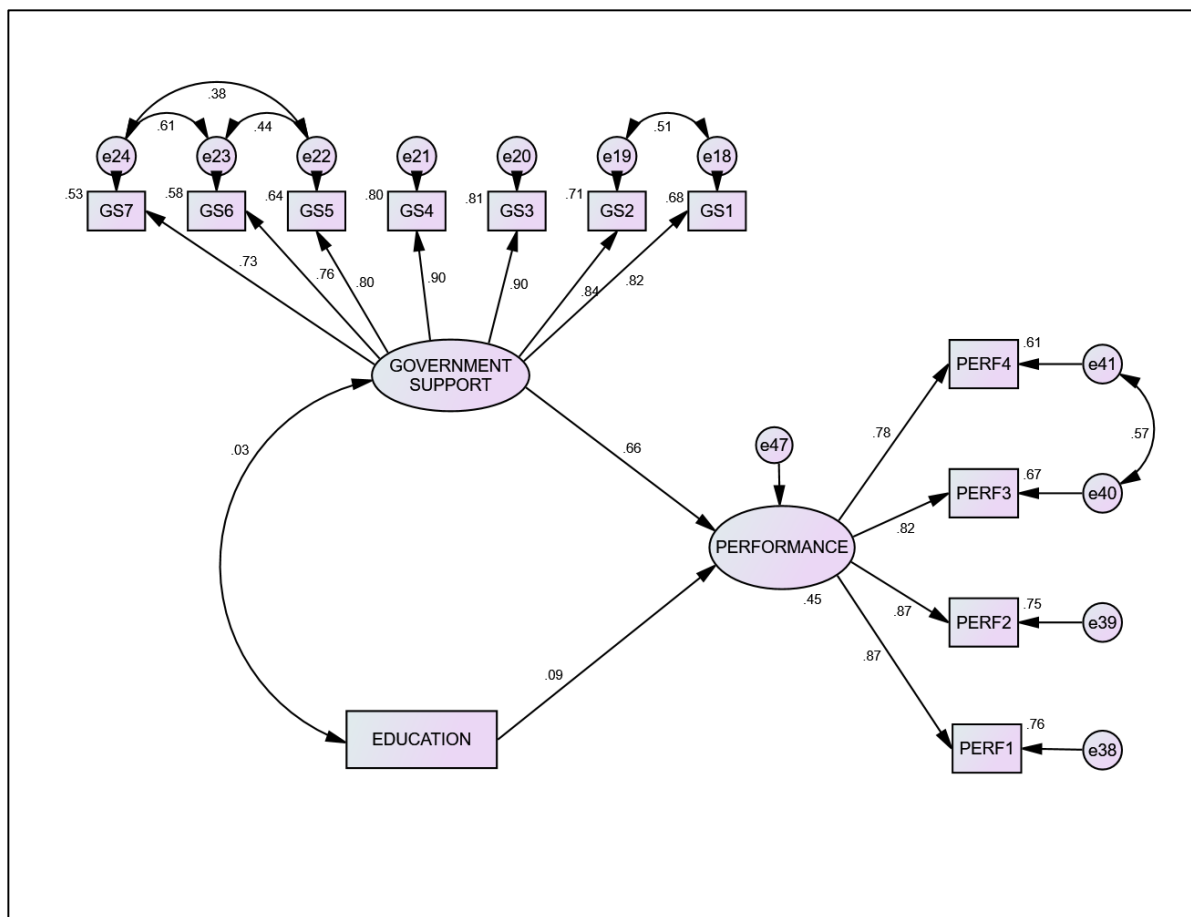 .38
.61
.44
.51
e24
e23
e22
e21
e20
e19
e18
.53
GS7
.58
GS6
.64
GS5
.80
GS4
.81
GS3
.71
GS2
.68
GS1
.73
.76
.80
.90
.90
.84
.82
GOVERNMENT
SUPPORT
.03
.66
e47
PERFORMANCE
.45
.78
.82
.87
.87
PERF4
.61
e41
.57
PERF3
.67
e40
PERF2
.75
e39
PERF1
.76
e38
.09
EDUCATION